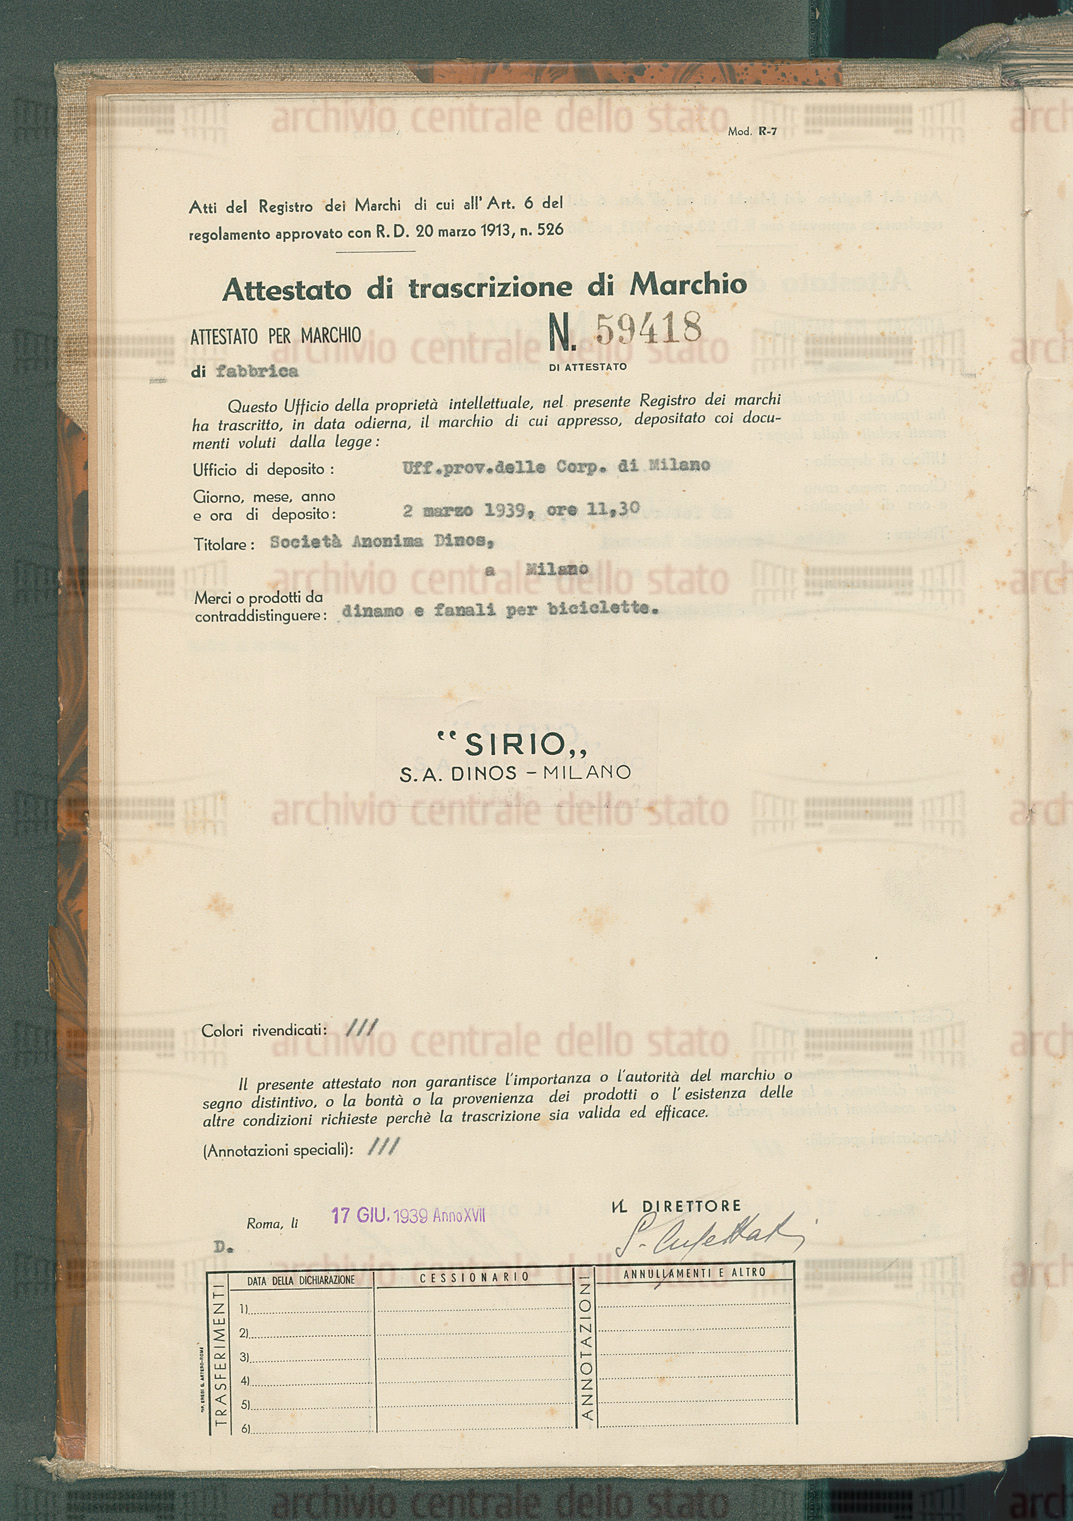 Mod. R-7
Atti del Registro dei Marchi di cui all'Art. 6 del
regolamento approvato con R. D. 20 marzo 1913, n. 526
Attestato di trascrizione di Marchio
ATTESTATO PER MARCHIO
N. 59418
di fabbrica
DI ATTESTATO
Questo Ufficio della proprietà intellettuale, nel presente Registro dei marchi
ha trascritto, in data odierna, il marchio di cui appresso, depositato coi docu-
menti voluti dalla legge:
Ufficio di deposito: Uff.prov.delle Corp. di Milano
Giorno, mese, anno
e ora di deposito: 2 marzo 1939, ore 11,30
Titolare: Società Anonima Dinos,
a Milano
Merci o prodotti da
contraddistinguere: dinamo e fanali per biciclette.
"SIRIO„
S. A. DINOS - MILANO
Colori rivendicati: ///
Il presente attestato non garantisce l'importanza o l'autorità del marchio o
segno distintivo, o la bontà o la provenienza dei prodotti o l'esistenza delle
altre condizioni richieste perchè la trascrizione sia valida ed efficace.
(Annotazioni speciali): ///
Roma, li 17 GIU. 1939 Anno XVII
IL DIRETTORE
D.
TRASFERIMENTI
DATA DELLA DICHIARAZIONE
CESSIONARIO
ANNOTAZIONI
ANNULLAMENTI E ALTRO
1)
2)
3)
4)
5)
6)
archivio centrale dello stato